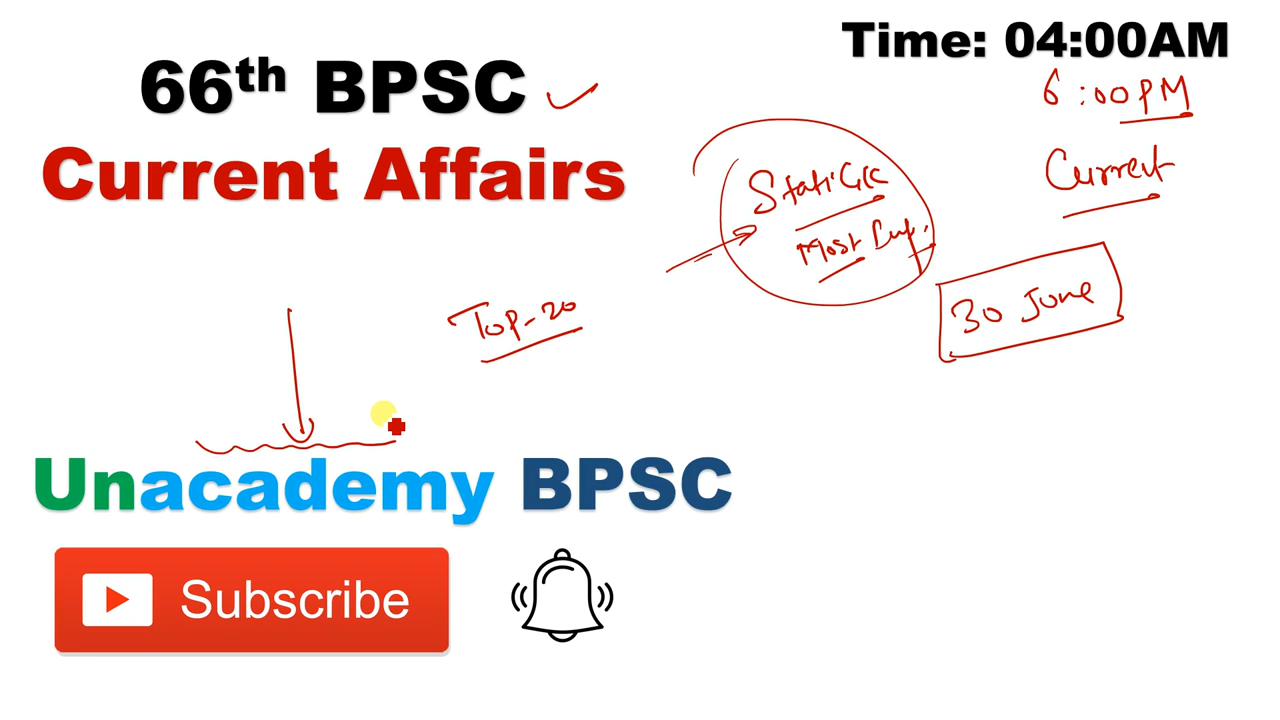 Time: 04:00AM
66th BPSC
6:00PM
Current Affairs
Current
Static GK
Most Imp.
30 June
Top-20
Unacademy BPSC
Subscribe